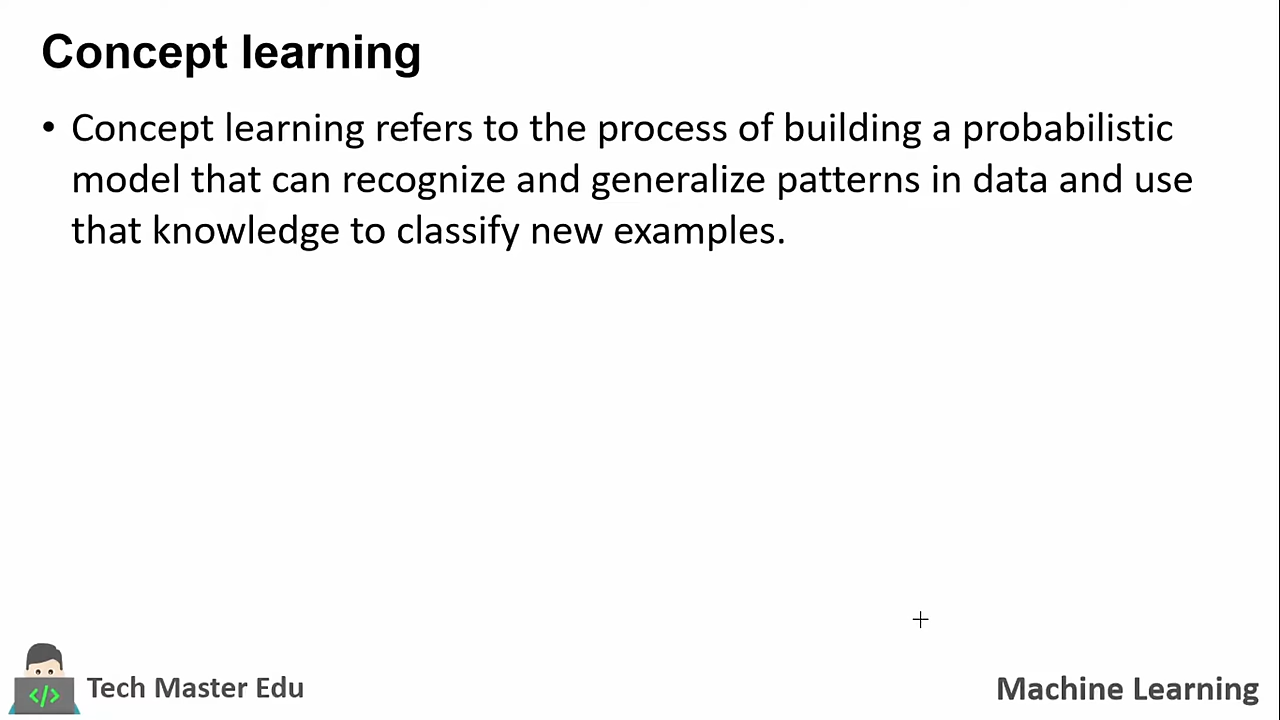 Concept learning
• Concept learning refers to the process of building a probabilistic
model that can recognize and generalize patterns in data and use
that knowledge to classify new examples.
</>
Tech Master Edu
Machine Learning